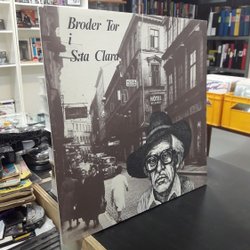 Broder Tor
i
S:ta Clara
HOTEL